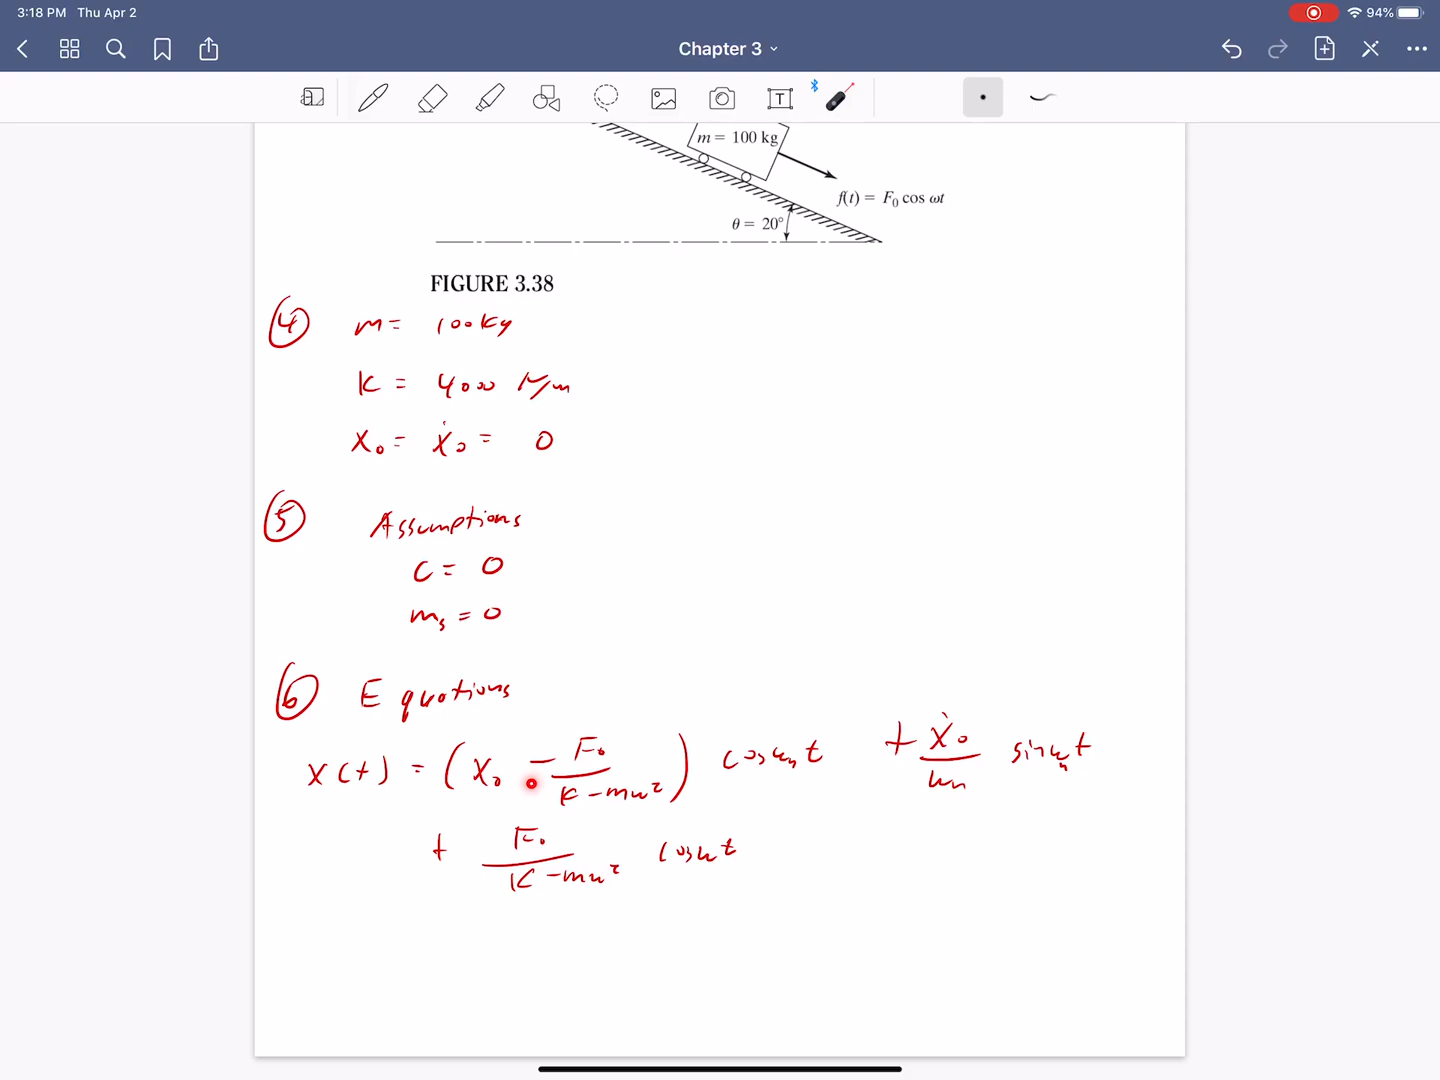 3:18 PM Thu Apr 2
94%
Chapter 3
a
T
m = 100 kg
f(t) = F₀ cos ωt
θ = 20°
FIGURE 3.38
④ m = 100kg
K = 4000 N/m
x₀ = ẋ₀ = 0
⑤ Assumptions
c = 0
mₛ = 0
⑥ Equations
x(t) = (x₀ - F₀/(K - mω²)) cos ωₙt + ẋ₀/ωₙ sin ωₙt
+ F₀/(K - mω²) cos ωt